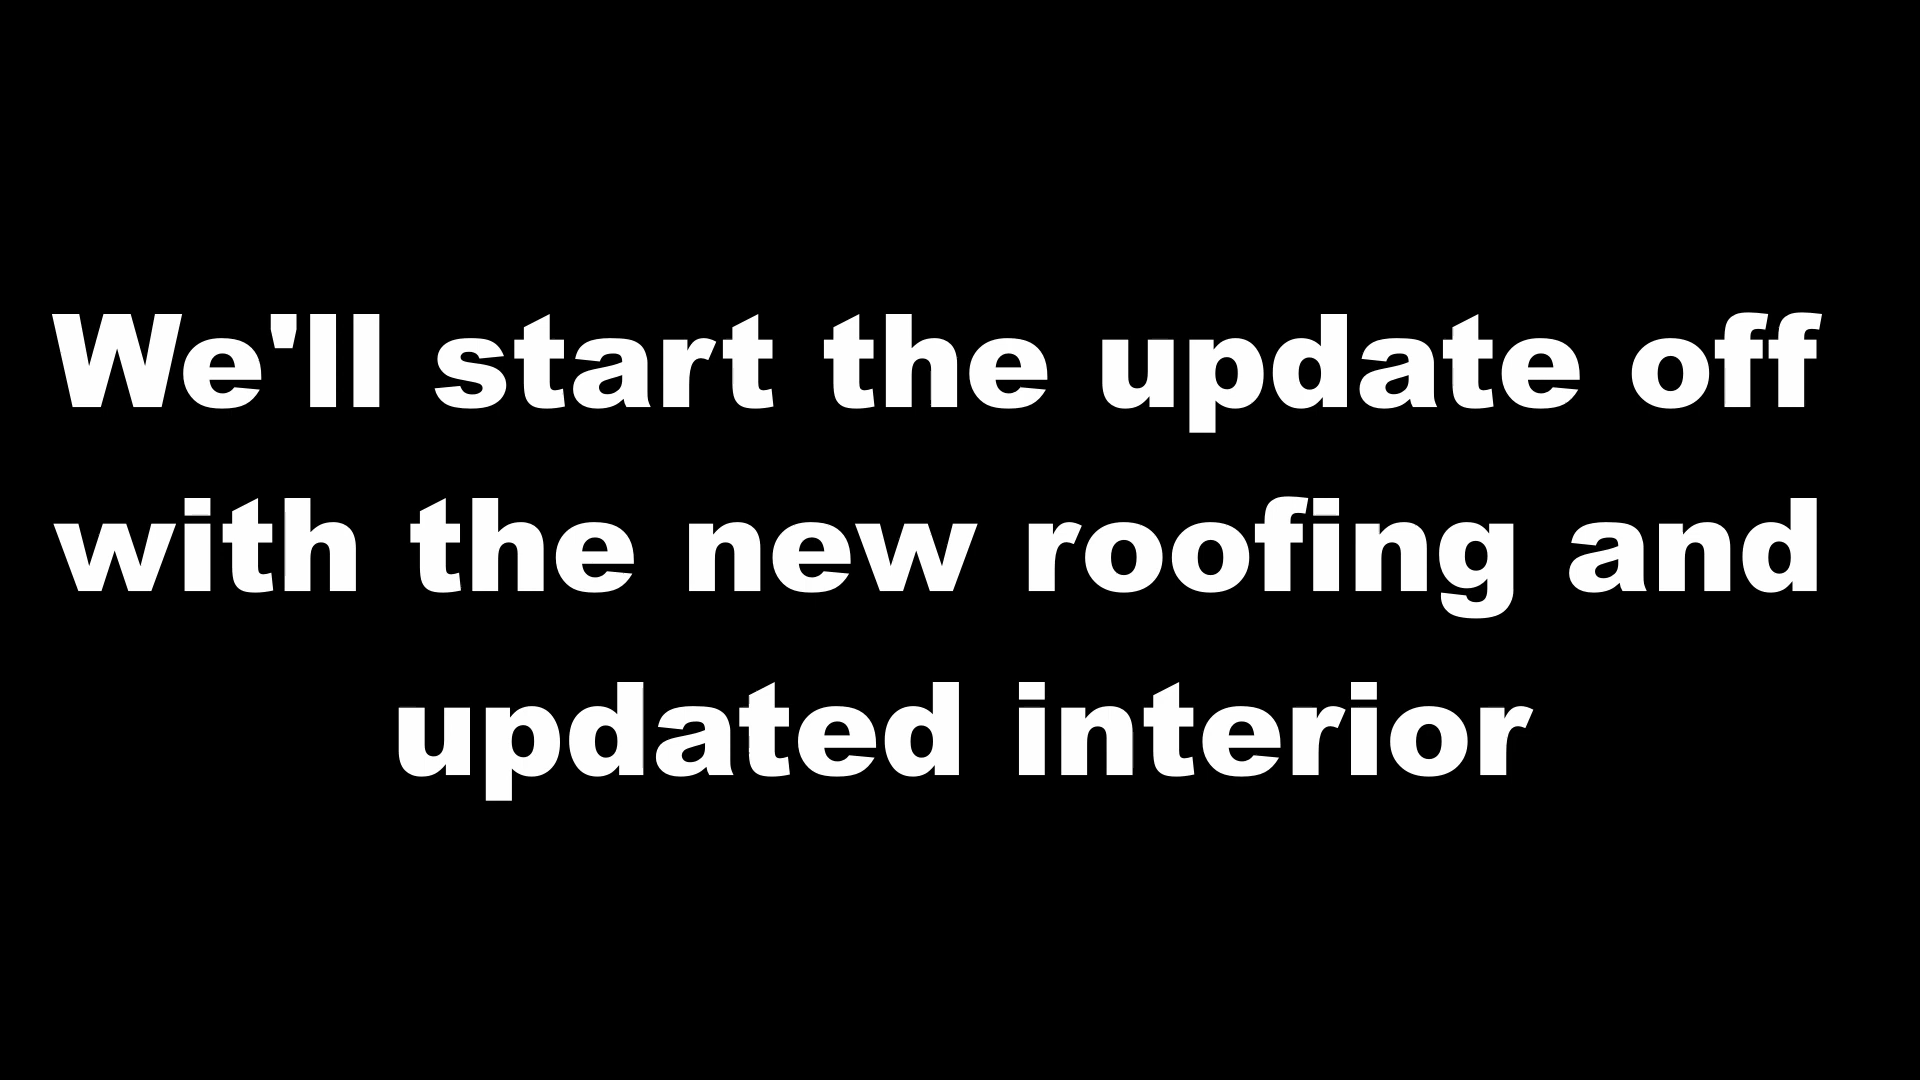 We'll start the update off
with the new roofing and
updated interior